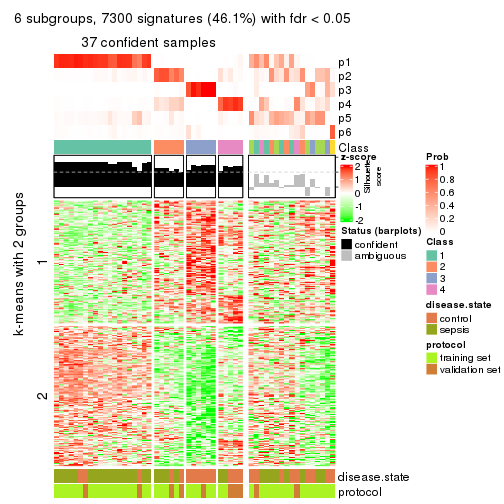 6 subgroups, 7300 signatures (46.1%) with fdr < 0.05
37 confident samples
p1
p2
p3
p4
p5
p6
Class
z-score
2
1
0
-1
-2
Silhouette
score
Prob
1
0.8
0.6
0.4
0.2
0
Status (barplots)
confident
ambiguous
Class
1
2
3
4
disease.state
control
sepsis
protocol
training set
validation set
k-means with 2 groups
1
2
disease.state
protocol